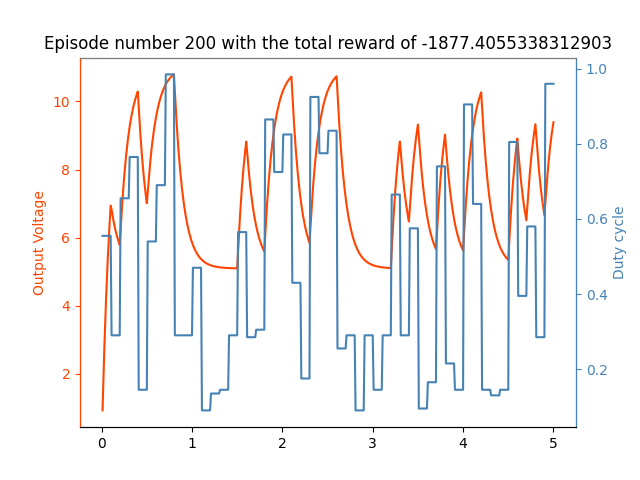 Episode number 200 with the total reward of -1877.4055338312903
10
8
6
4
2
Output Voltage
1.0
0.8
0.6
0.4
0.2
Duty cycle
0 1 2 3 4 5